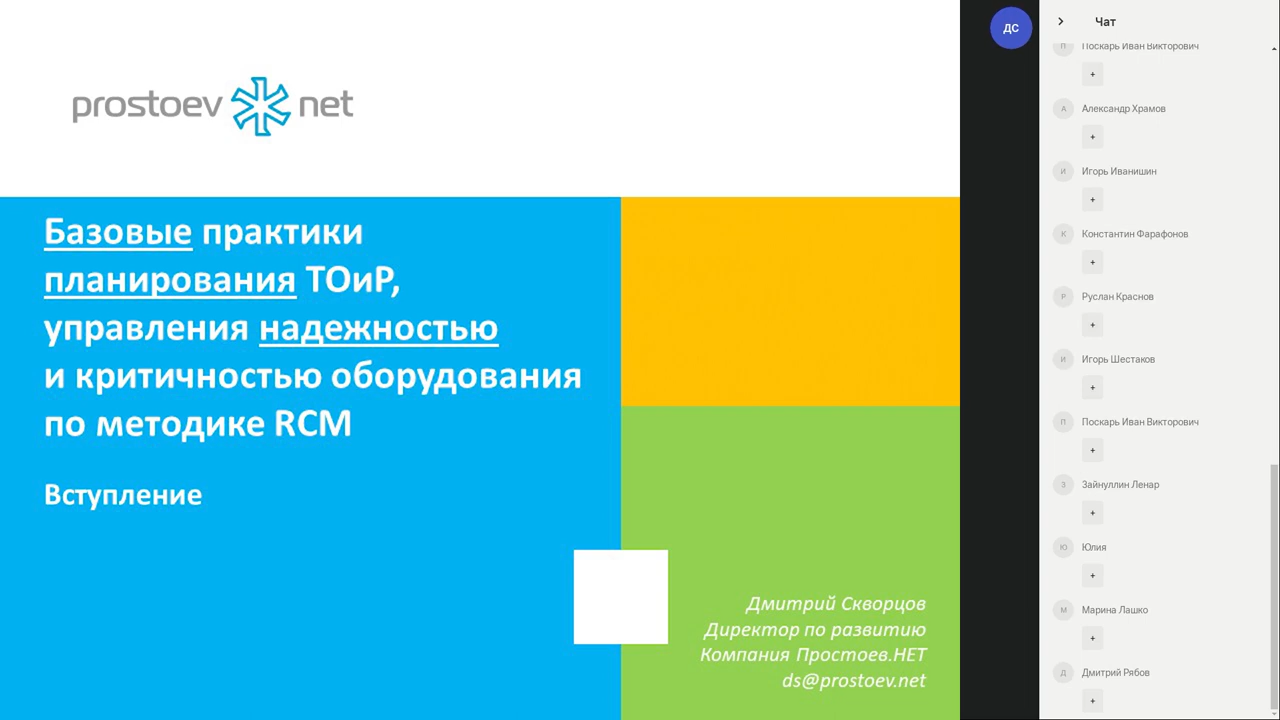 prostoev net
Базовые практики
планирования ТОиР,
управления надежностью
и критичностью оборудования
по методике RCM
Вступление
Дмитрий Скворцов
Директор по развитию
Компания Простоев.НЕТ
ds@prostoev.net
ДС
Чат
П Поскарь Иван Викторович
+
А Александр Храмов
+
И Игорь Иванишин
+
К Константин Фарафонов
+
Р Руслан Краснов
+
И Игорь Шестаков
+
П Поскарь Иван Викторович
+
З Зайнуллин Ленар
+
Ю Юлия
+
М Марина Лашко
+
Д Дмитрий Рябов
+